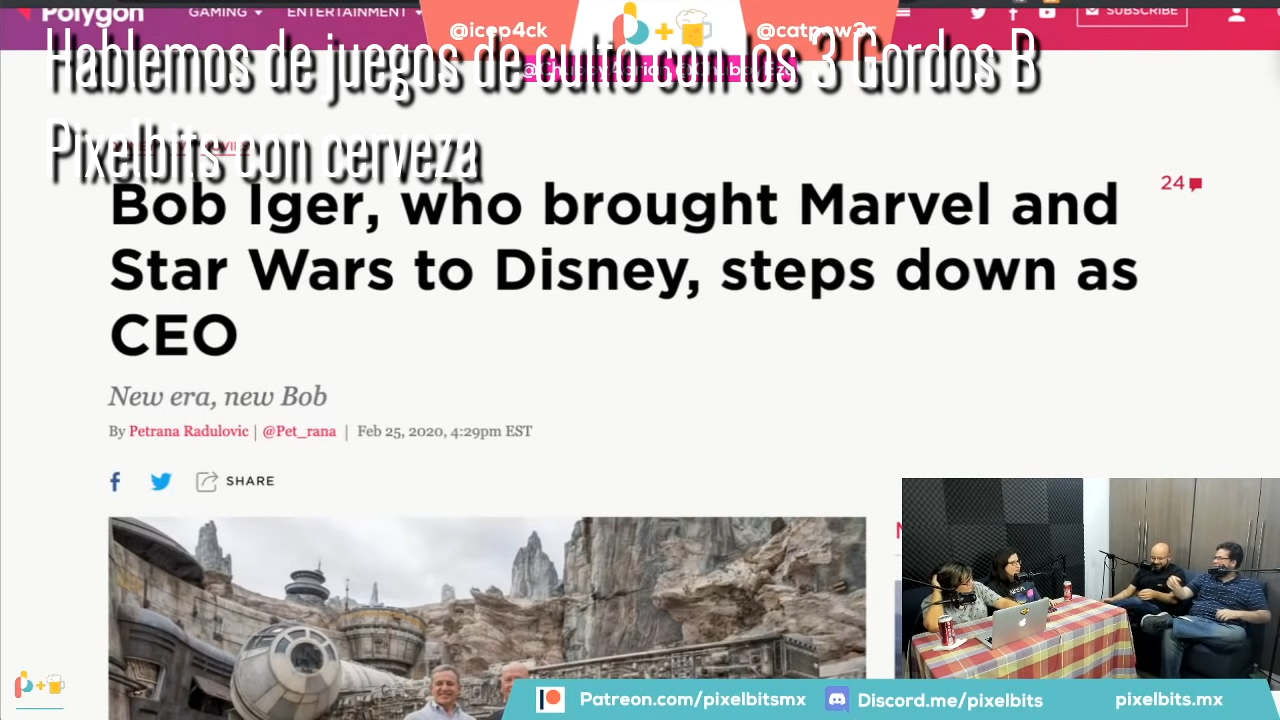 Polygon
GAMING
ENTERTAINMENT
SUBSCRIBE
@icep4ck
@catpaw3s
Hablemos de juegos de culto con los 3 Gordos B
Pixelbits con cerveza
Bob Iger, who brought Marvel and
Star Wars to Disney, steps down as
CEO
24
New era, new Bob
By Petrana Radulovic | @Pet_rana | Feb 25, 2020, 4:29pm EST
SHARE
Patreon.com/pixelbitsmx
Discord.me/pixelbits
pixelbits.mx